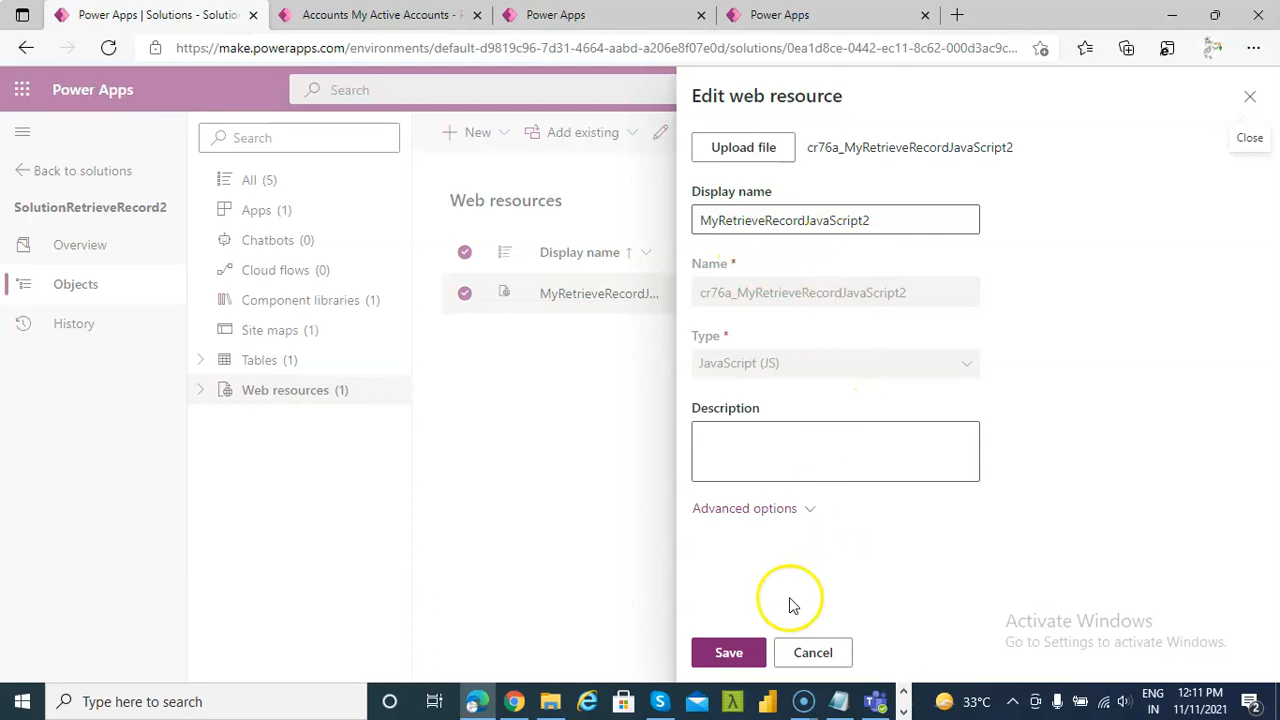 Power Apps | Solutions - Solutio
Accounts My Active Accounts -
Power Apps
Power Apps
https://make.powerapps.com/environments/default-d9819c96-7d31-4664-aabd-a206e8f07e0d/solutions/0ea1d8ce-0442-ec11-8c62-000d3ac9c...
Power Apps
Search
Edit web resource
Close
Search
New
Add existing
Upload file
cr76a_MyRetrieveRecordJavaScript2
Back to solutions
All (5)
Display name
SolutionRetrieveRecord2
Apps (1)
Web resources
MyRetrieveRecordJavaScript2
Overview
Chatbots (0)
Display name ↑
Name *
Objects
Cloud flows (0)
MyRetrieveRecordJ...
cr76a_MyRetrieveRecordJavaScript2
History
Component libraries (1)
Site maps (1)
Type *
Tables (1)
JavaScript (JS)
Web resources (1)
Description
Advanced options
Activate Windows
Go to Settings to activate Windows.
Save
Cancel
Type here to search
33°C
ENG
IN
12:11 PM
11/11/2021
2